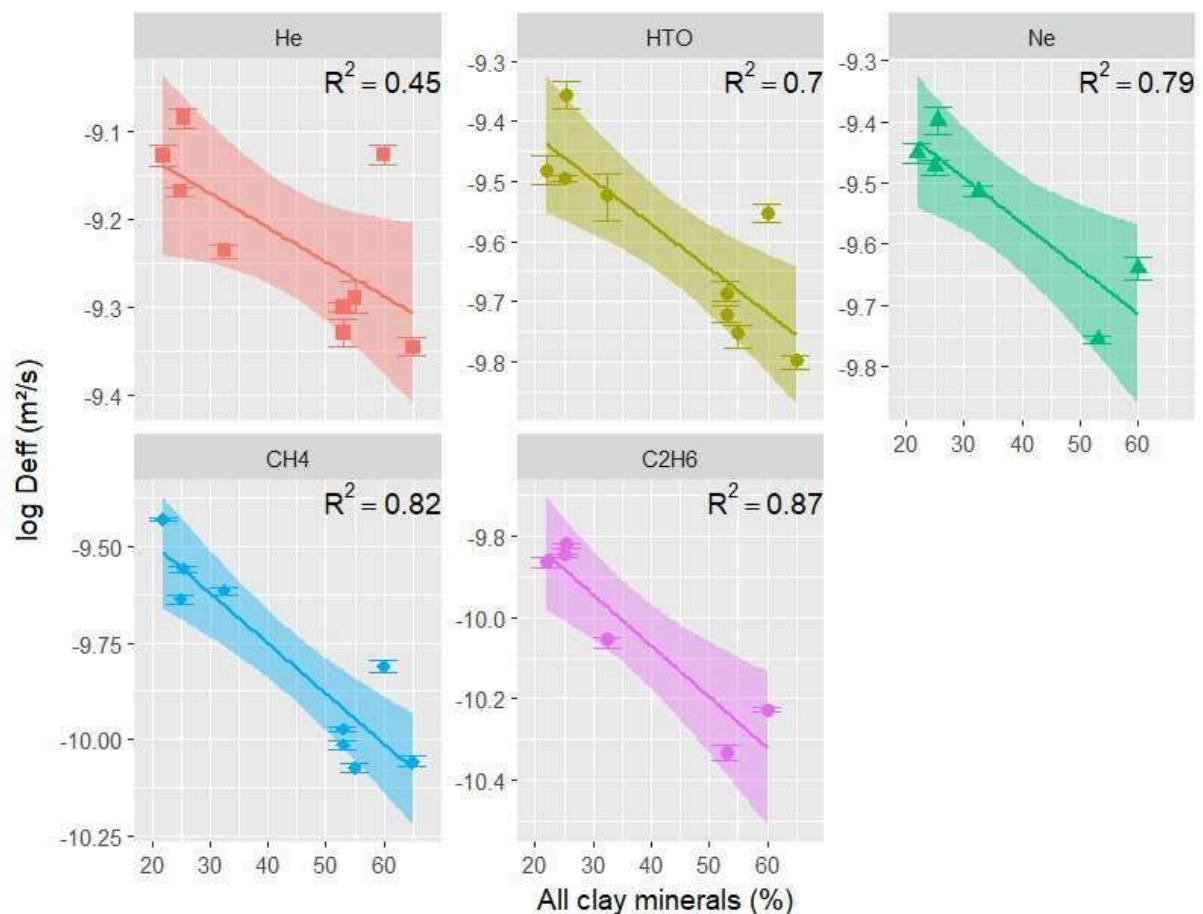 He
R² = 0.45
-9.1
-9.2
-9.3
-9.4
HTO
R² = 0.7
-9.3
-9.4
-9.5
-9.6
-9.7
-9.8
Ne
R² = 0.79
-9.3
-9.4
-9.5
-9.6
-9.7
-9.8
20 30 40 50 60
log Deff (m²/s)
CH4
R² = 0.82
-9.50
-9.75
-10.00
-10.25
20 30 40 50 60
C2H6
R² = 0.87
-9.8
-10.0
-10.2
-10.4
20 30 40 50 60
All clay minerals (%)